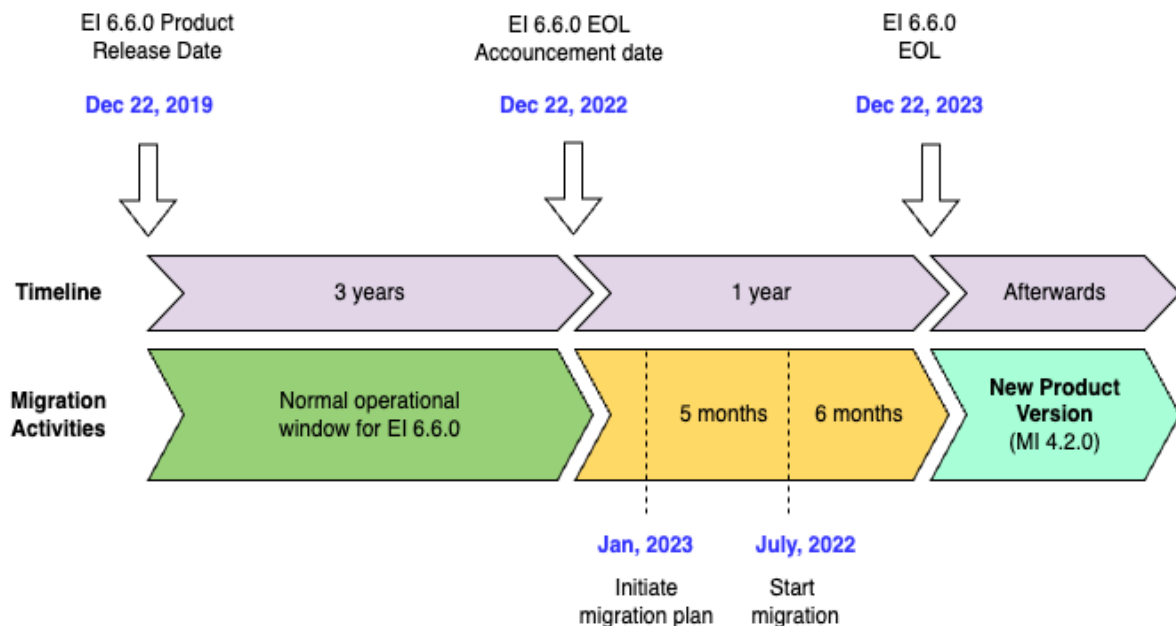 EI 6.6.0 Product
Release Date
Dec 22, 2019
EI 6.6.0 EOL
Accouncement date
Dec 22, 2022
EI 6.6.0
EOL
Dec 22, 2023
Timeline
3 years
1 year
Afterwards
Migration
Activities
Normal operational
window for EI 6.6.0
5 months
6 months
New Product
Version
(MI 4.2.0)
Jan, 2023
Initiate
migration plan
July, 2022
Start
migration